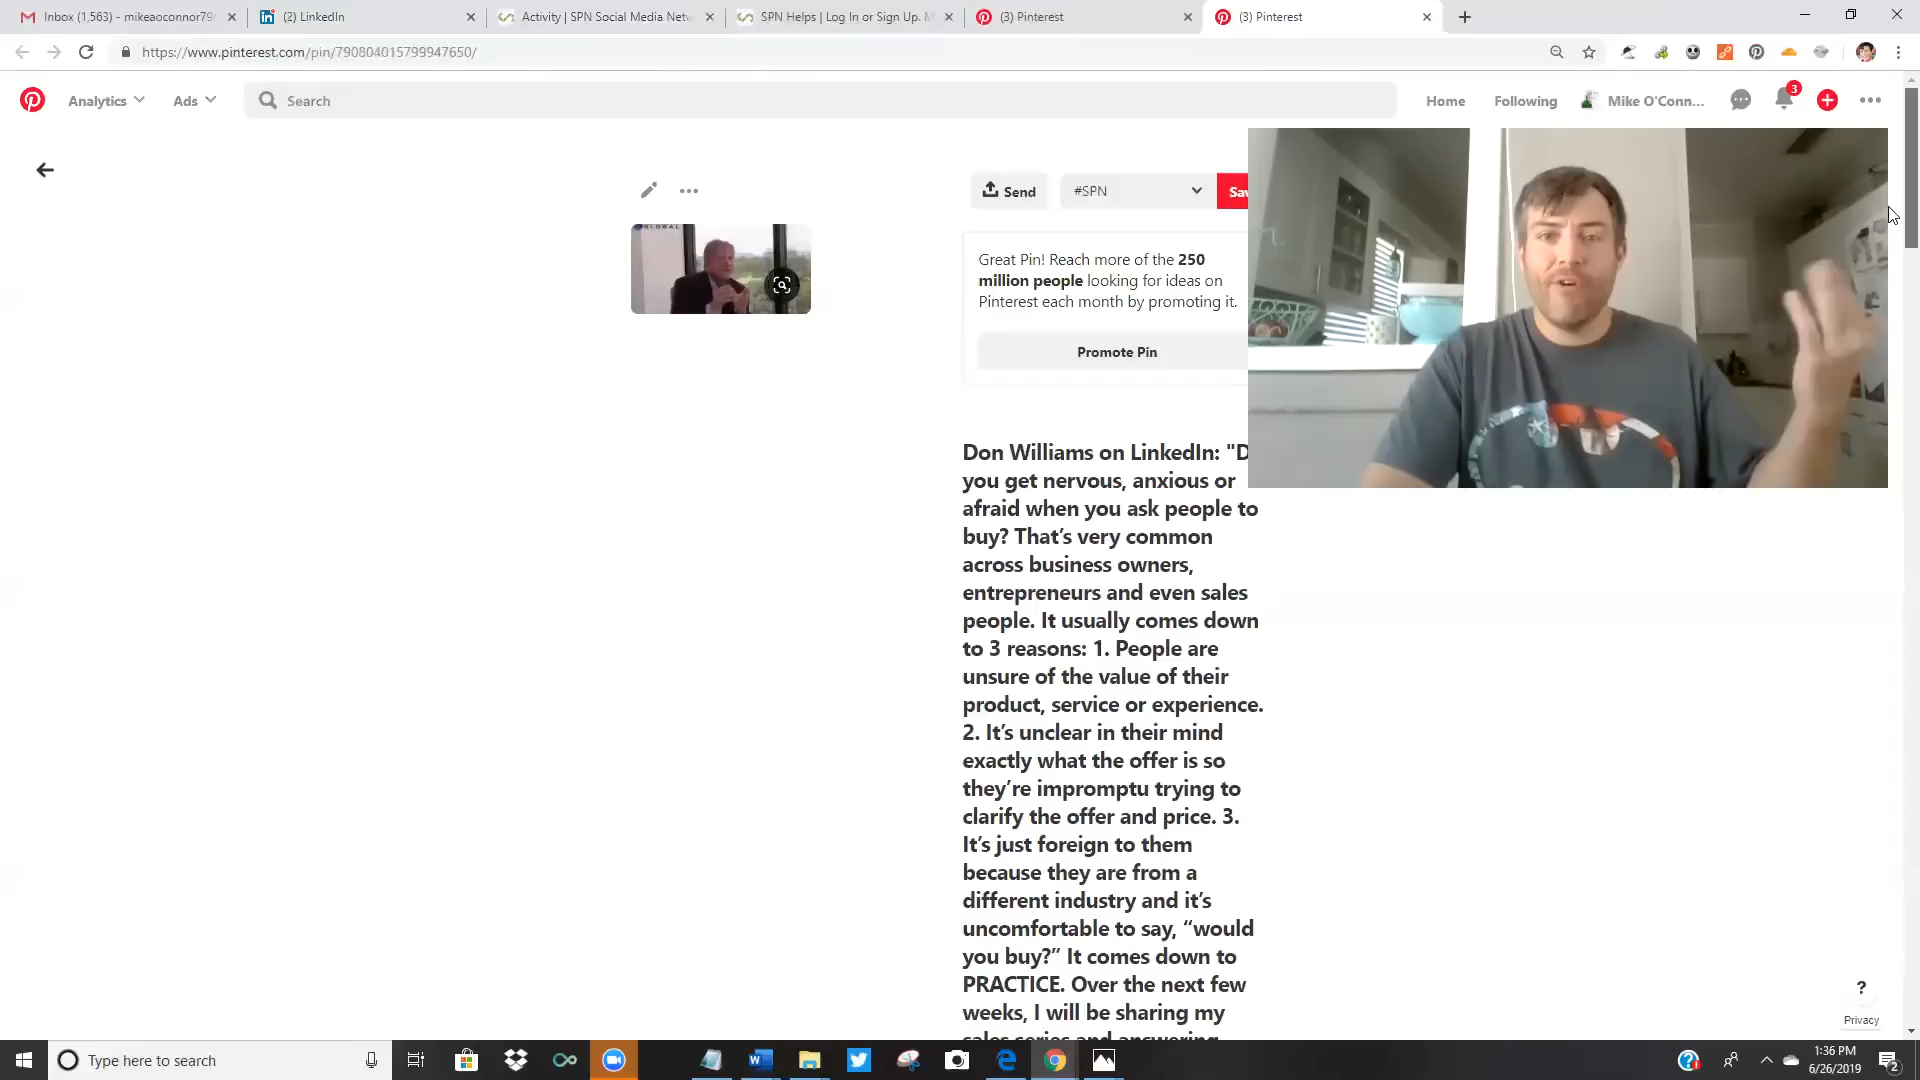 Inbox (1,563) - mikeaoconnor79
(2) LinkedIn
Activity | SPN Social Media Netw
SPN Helps | Log In or Sign Up. M
(3) Pinterest
(3) Pinterest
https://www.pinterest.com/pin/790804015799947650/
Analytics
Ads
Search
Home
Following
Mike O'Conn...
3
Send
#SPN
Sav
GLOBAL
Great Pin! Reach more of the 250
million people looking for ideas on
Pinterest each month by promoting it.
Promote Pin
Don Williams on LinkedIn: "D
you get nervous, anxious or
afraid when you ask people to
buy? That’s very common
across business owners,
entrepreneurs and even sales
people. It usually comes down
to 3 reasons: 1. People are
unsure of the value of their
product, service or experience.
2. It’s unclear in their mind
exactly what the offer is so
they’re impromptu trying to
clarify the offer and price. 3.
It’s just foreign to them
because they are from a
different industry and it’s
uncomfortable to say, “would
you buy?” It comes down to
PRACTICE. Over the next few
weeks, I will be sharing my
sales series and answering
?
Privacy
Type here to search
1:36 PM
6/26/2019
2